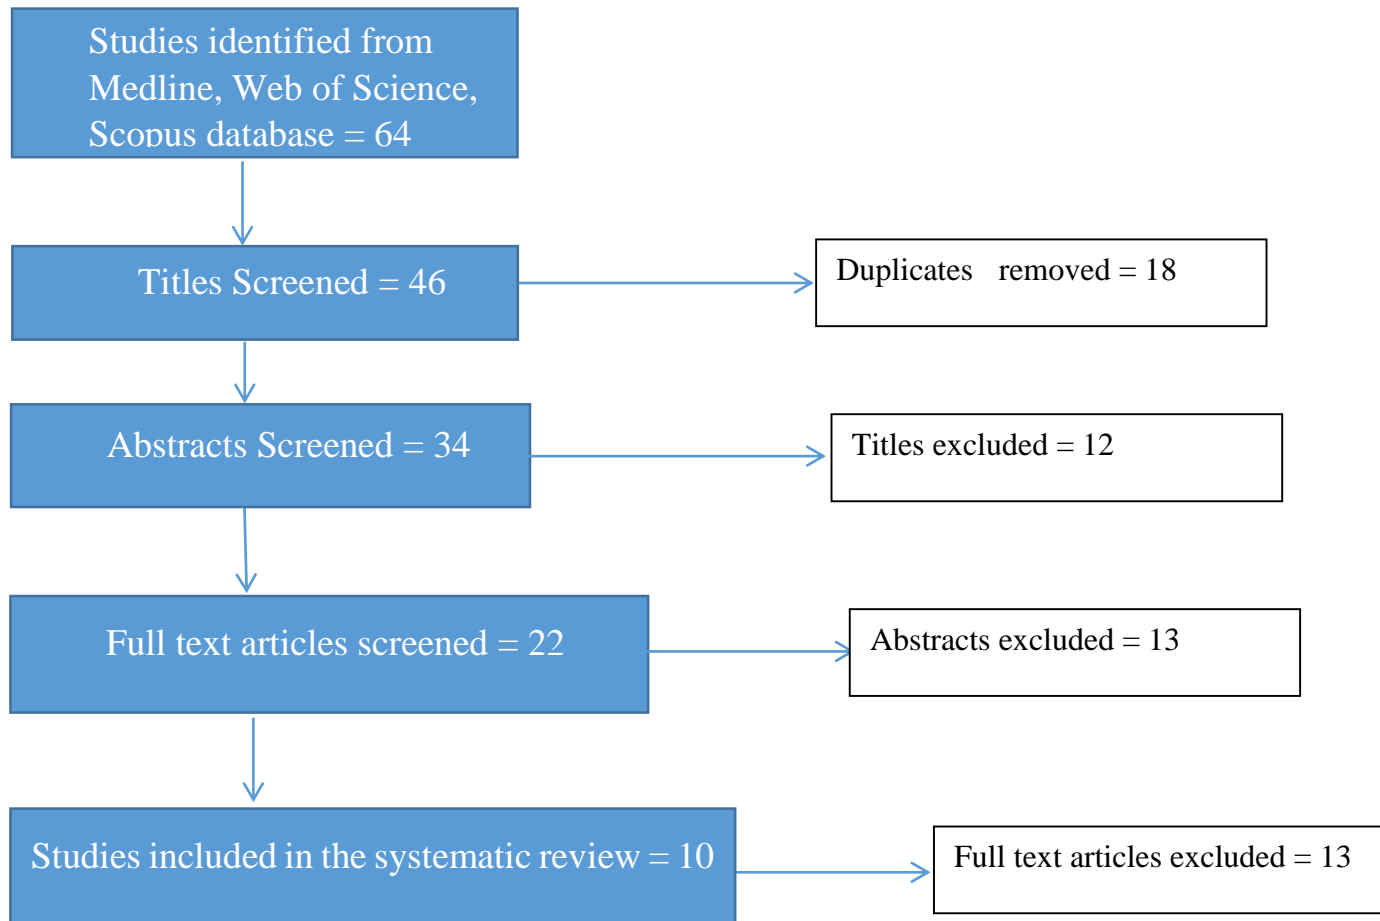 Studies identified from
Medline, Web of Science,
Scopus database = 64
Titles Screened = 46
Duplicates removed = 18
Abstracts Screened = 34
Titles excluded = 12
Full text articles screened = 22
Abstracts excluded = 13
Studies included in the systematic review = 10
Full text articles excluded = 13